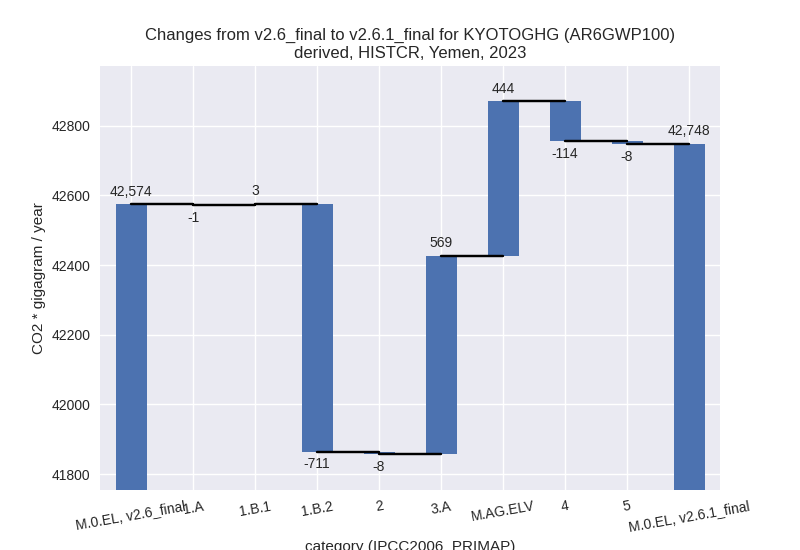 Changes from v2.6_final to v2.6.1_final for KYOTOGHG (AR6GWP100)
derived, HISTCR, Yemen, 2023
CO2 * gigagram / year
42800
42600
42400
42200
42000
41800
42,574
-1
3
-711
-8
569
444
-114
-8
42,748
M.0.EL, v2.6_final
1.A
1.B.1
1.B.2
2
3.A
M.AG.ELV
4
5
M.0.EL, v2.6.1_final
category (IPCC2006_PRIMAP)